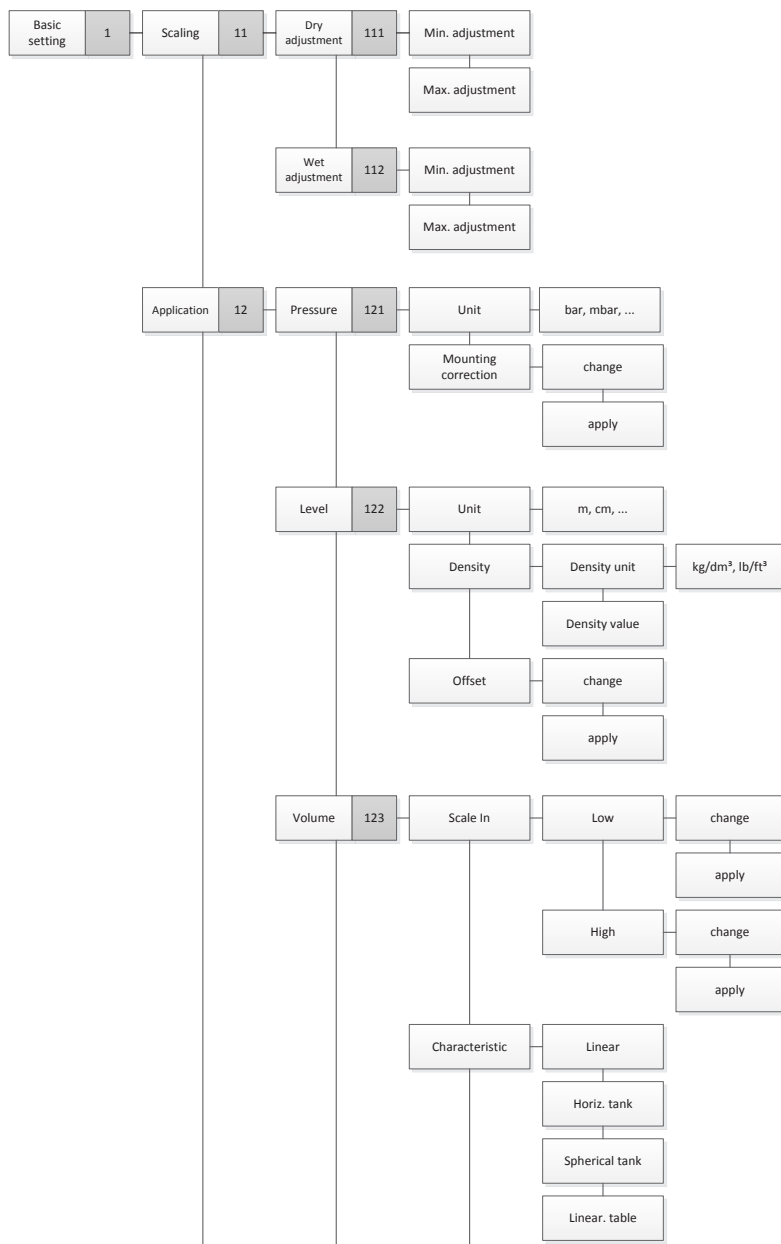 Basic
setting
1
Scaling
11
Dry
adjustment
111
Min. adjustment
Max. adjustment
Wet
adjustment
112
Min. adjustment
Max. adjustment
Application
12
Pressure
121
Unit
bar, mbar, ...
Mounting
correction
change
apply
Level
122
Unit
m, cm, ...
Density
Density unit
kg/dm³, lb/ft³
Density value
Offset
change
apply
Volume
123
Scale In
Low
change
apply
High
change
apply
Characteristic
Linear
Horiz. tank
Spherical tank
Linear. table